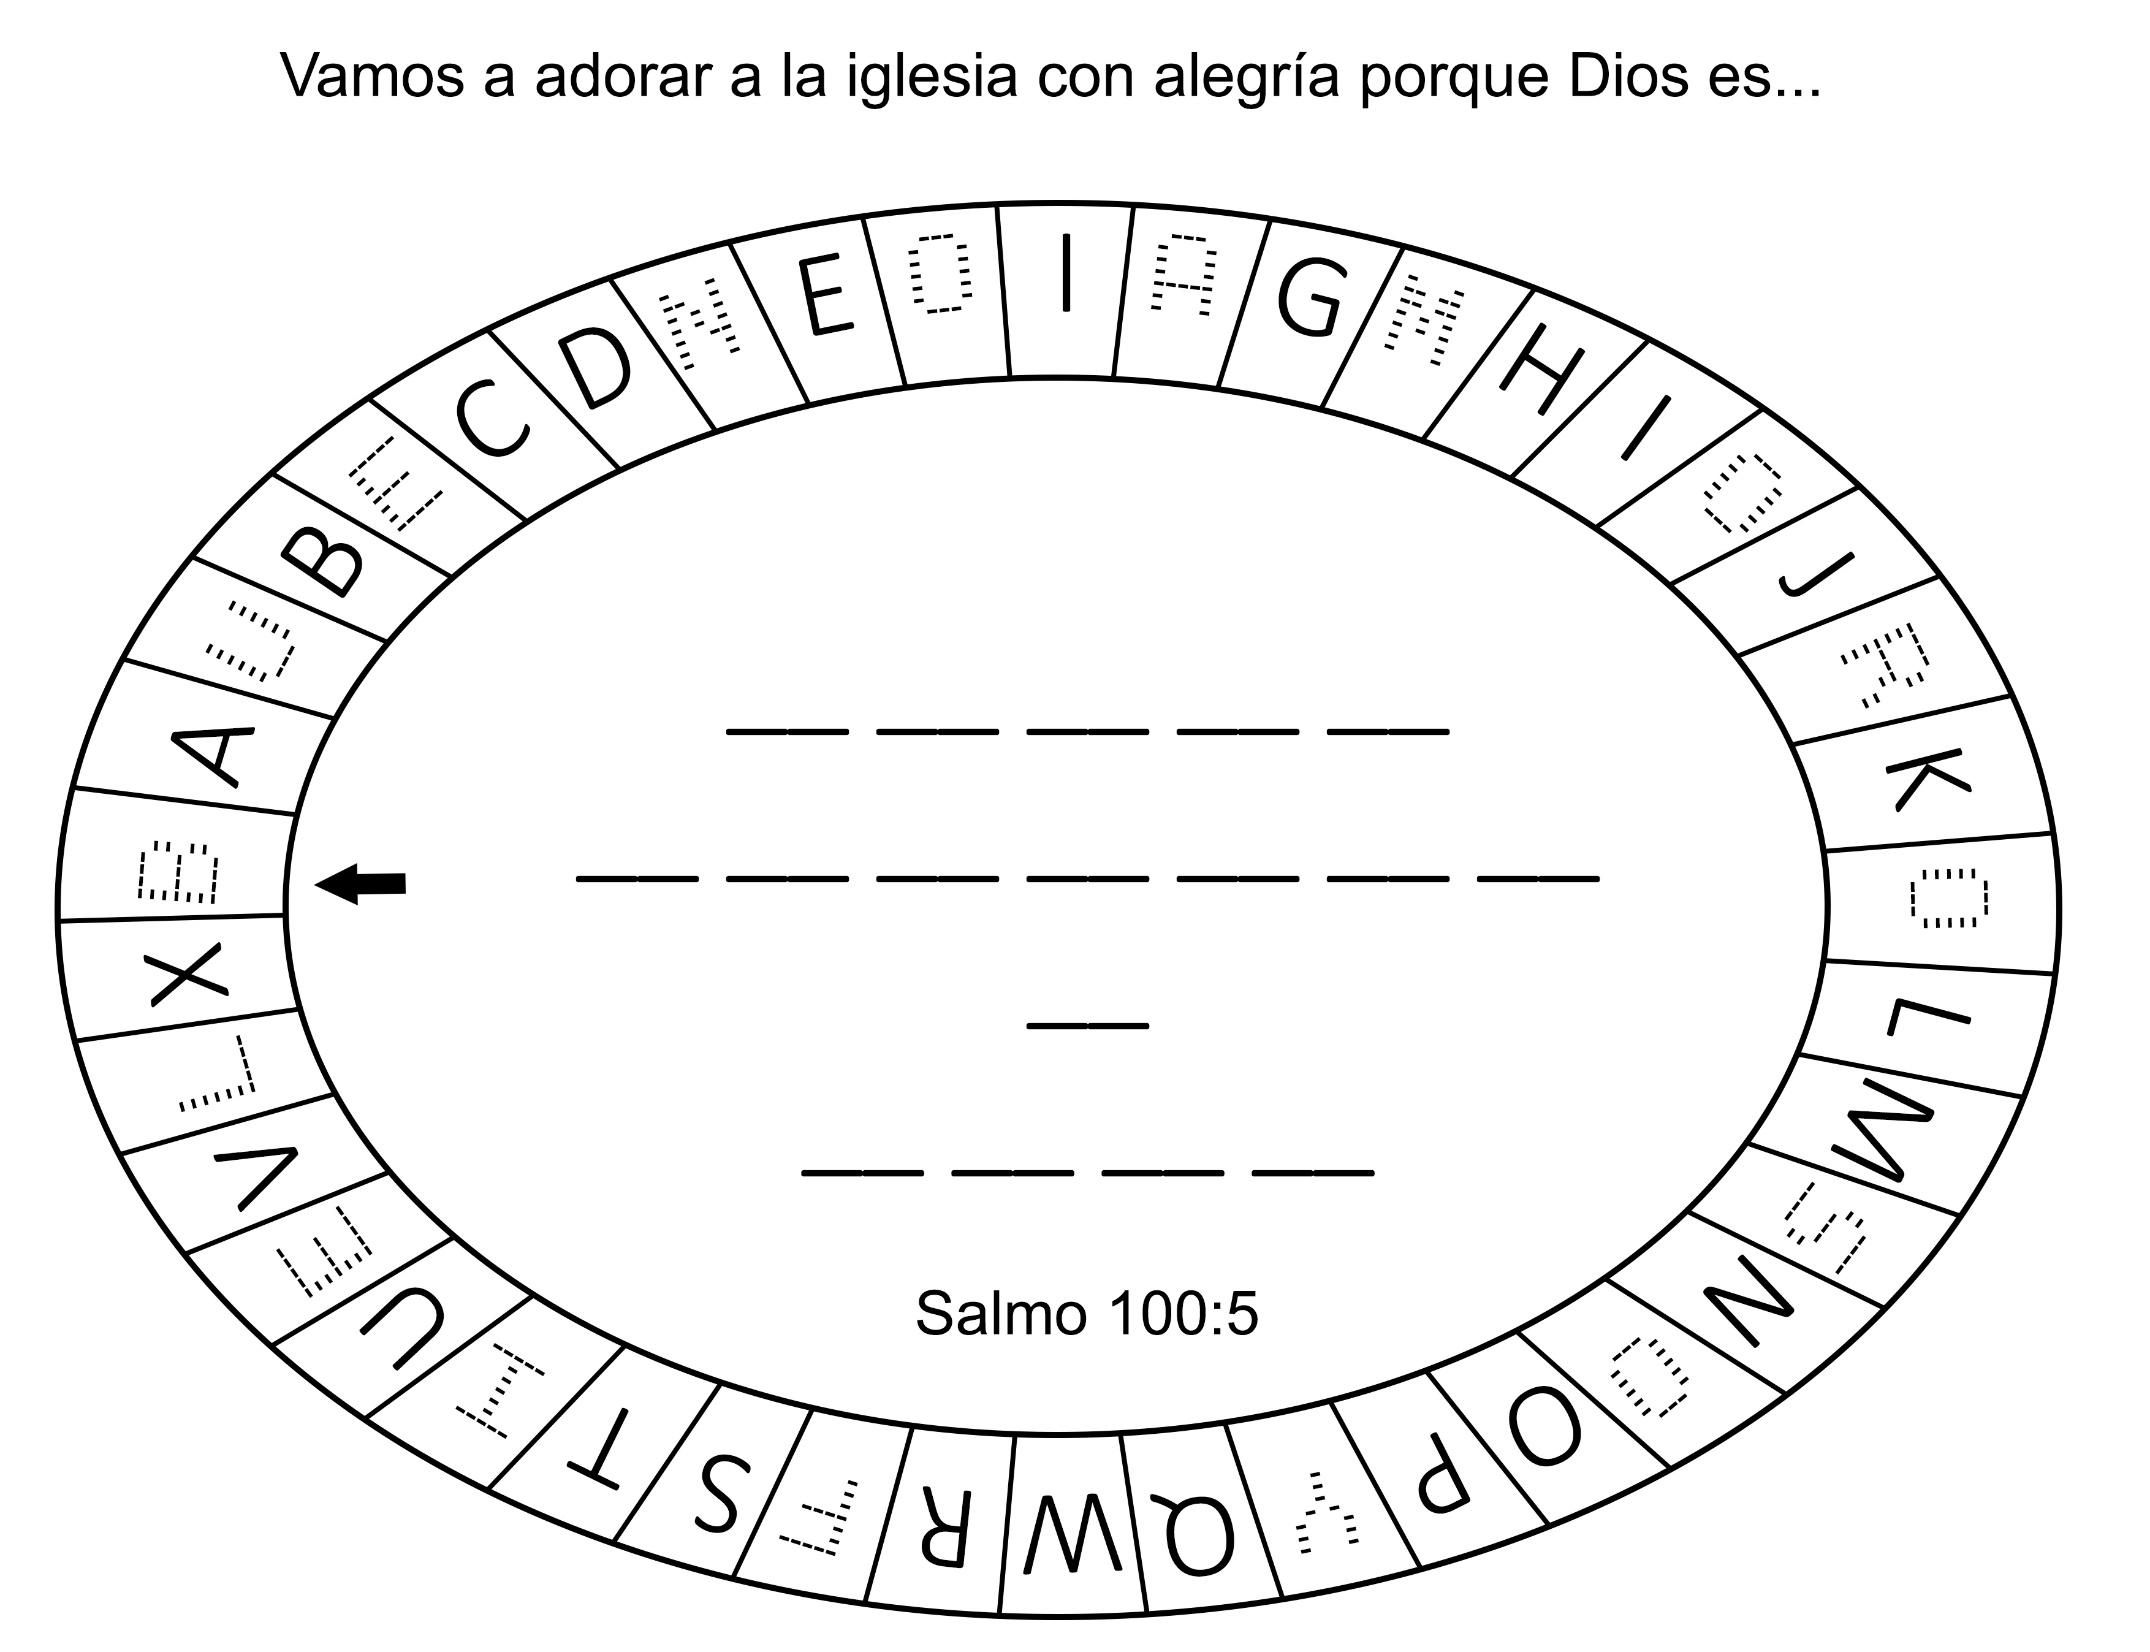 Vamos a adorar a la iglesia con alegría porque Dios es...
B A U B E C D N E O I A G M H I O J R K O L M S N O O P Y Q W R F S T I U E V L X
Salmo 100:5